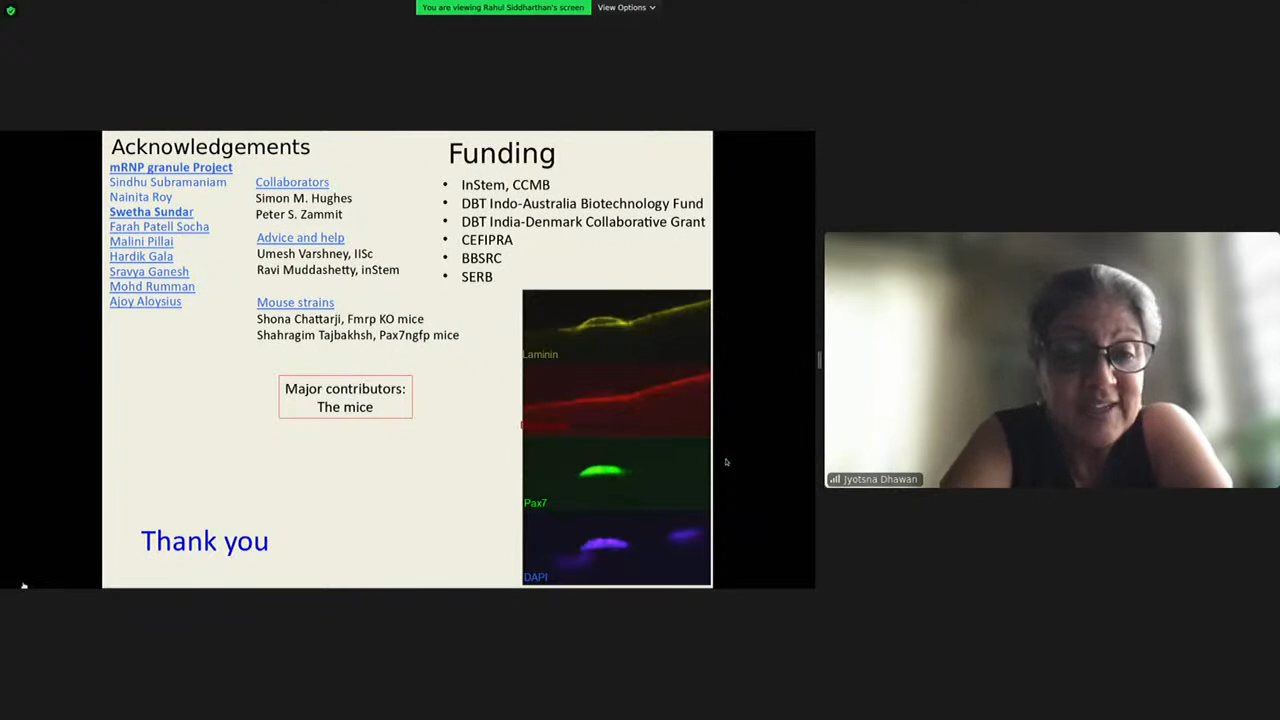 You are viewing Rahul Siddharthan's screen
View Options
Acknowledgements
mRNP granule Project
Sindhu Subramaniam
Nainita Roy
Swetha Sundar
Farah Patell Socha
Malini Pillai
Hardik Gala
Sravya Ganesh
Mohd Rumman
Ajoy Aloysius
Collaborators
Simon M. Hughes
Peter S. Zammit
Advice and help
Umesh Varshney, IISc
Ravi Muddashetty, inStem
Mouse strains
Shona Chattarji, Fmrp KO mice
Shahragim Tajbakhsh, Pax7ngfp mice
Major contributors:
The mice
Thank you
Funding
• InStem, CCMB
• DBT Indo-Australia Biotechnology Fund
• DBT India-Denmark Collaborative Grant
• CEFIPRA
• BBSRC
• SERB
Laminin
Pax7
DAPI
Jyotsna Dhawan